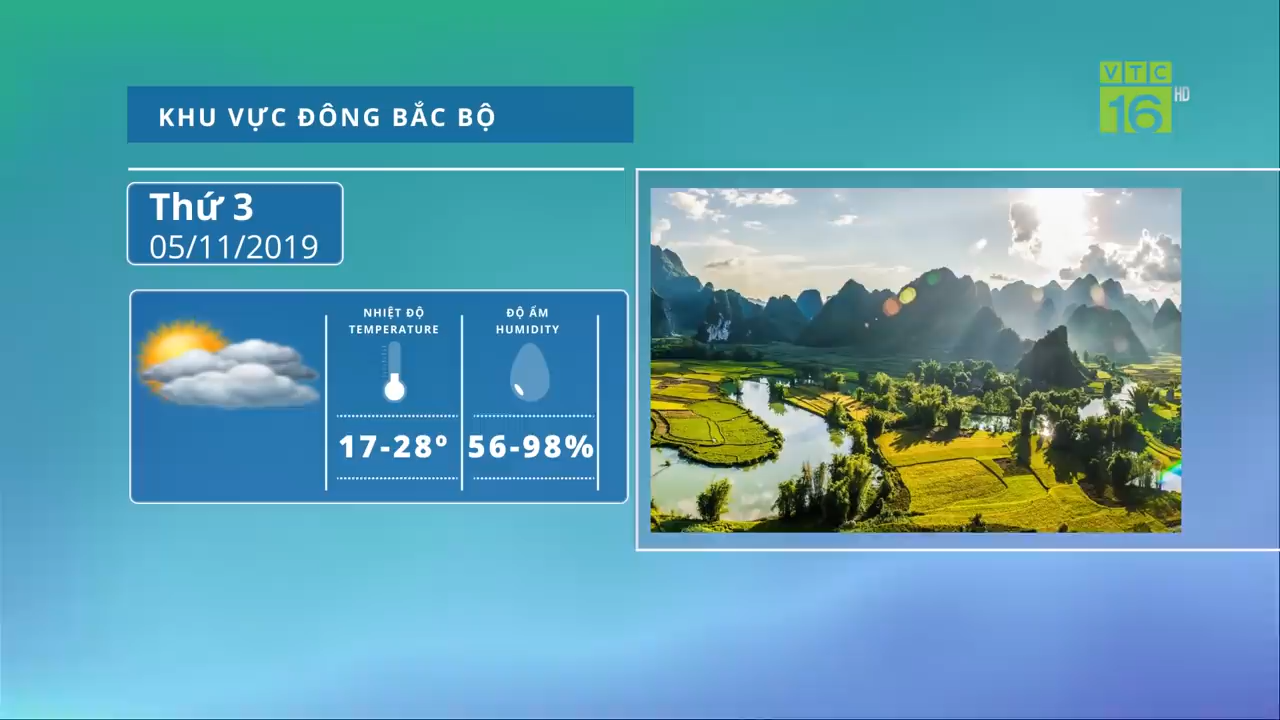 KHU VỰC ĐÔNG BẮC BỘ
VTC
16 HD
Thứ 3
05/11/2019
NHIỆT ĐỘ
TEMPERATURE
17-28º
ĐỘ ẨM
HUMIDITY
56-98%